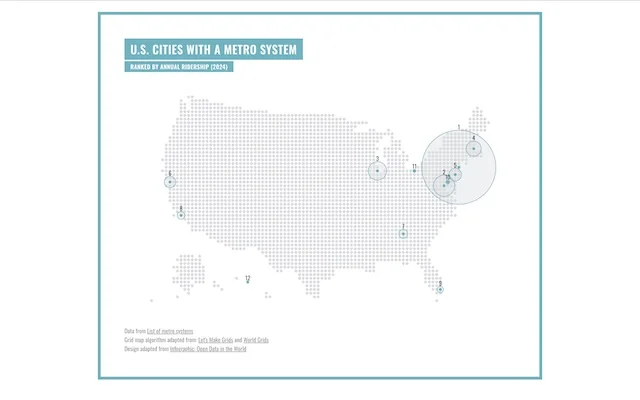 U.S. CITIES WITH A METRO SYSTEM
RANKED BY ANNUAL RIDERSHIP (2024)
1
4
3
11
5
2
10
6
8
7
12
9
Data from List of metro systems
Grid map algorithm adapted from: Let's Make Grids and World Grids
Design adapted from Infographic: Open Data in the World